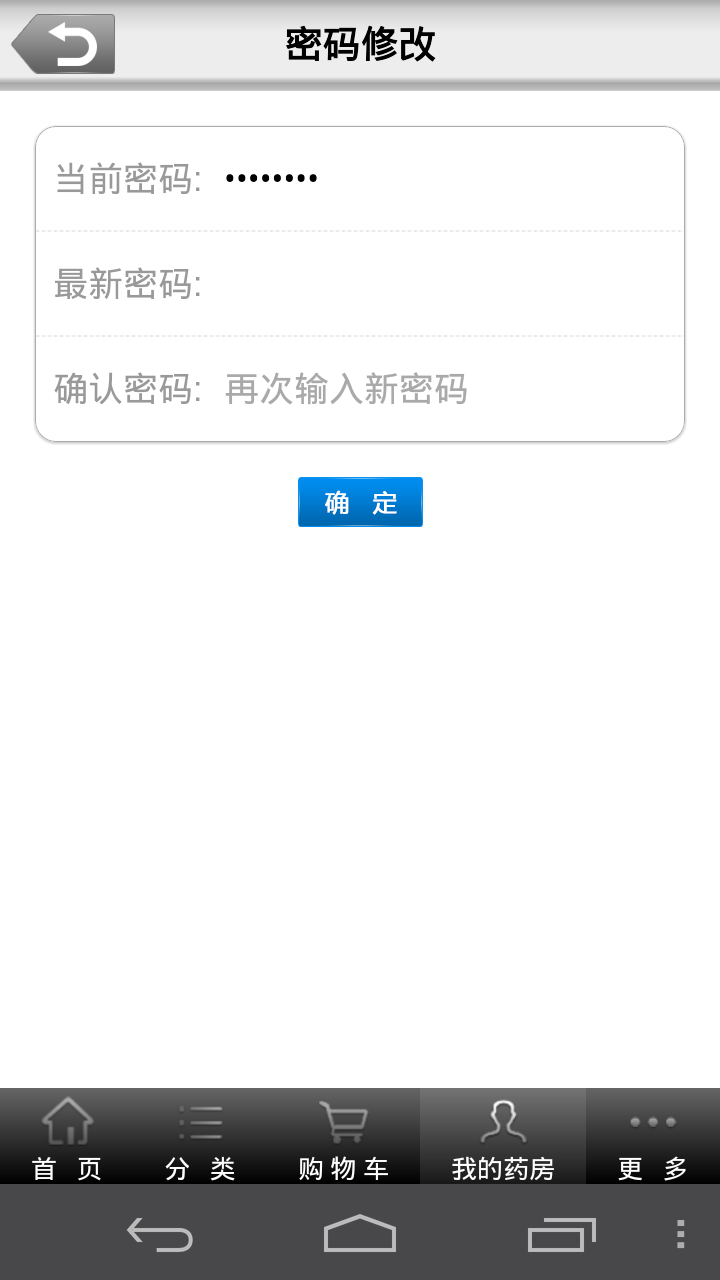 密码修改
当前密码: ••••••••
最新密码:
确认密码: 再次输入新密码
确 定
首 页 分 类 购物车 我的药房 更 多